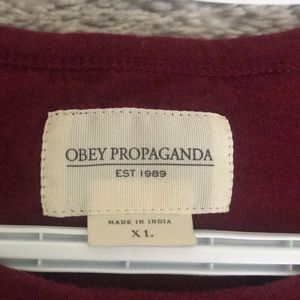 OBEY PROPAGANDA
EST 1989
MADE IN INDIA
XL